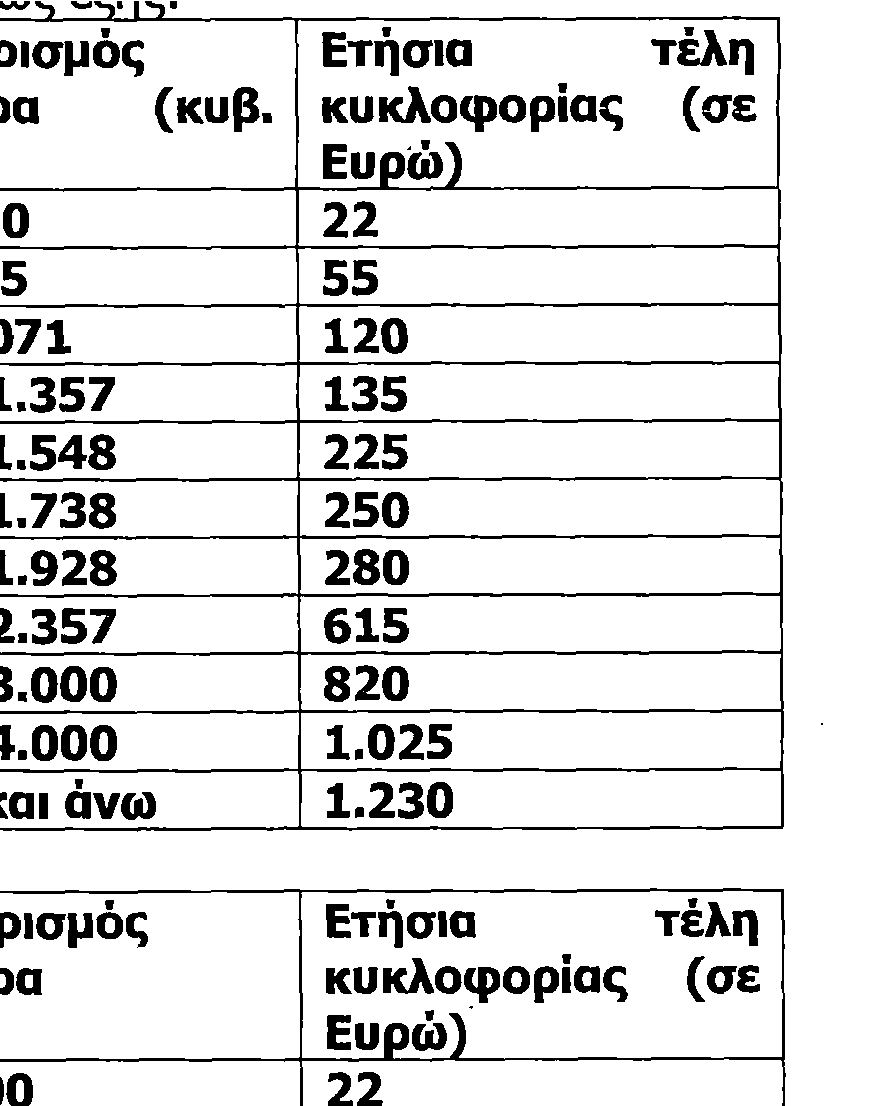 ως εξής:
ρισμός Ετήσια τέλη
ρα (κυβ. κυκλοφορίας (σε
Ευρώ)
0 22
5 55
071 120
1.357 135
1.548 225
1.738 250
1.928 280
2.357 615
3.000 820
4.000 1.025
και άνω 1.230
ρισμός Ετήσια τέλη
ρα κυκλοφορίας (σε
Ευρώ)
00 22